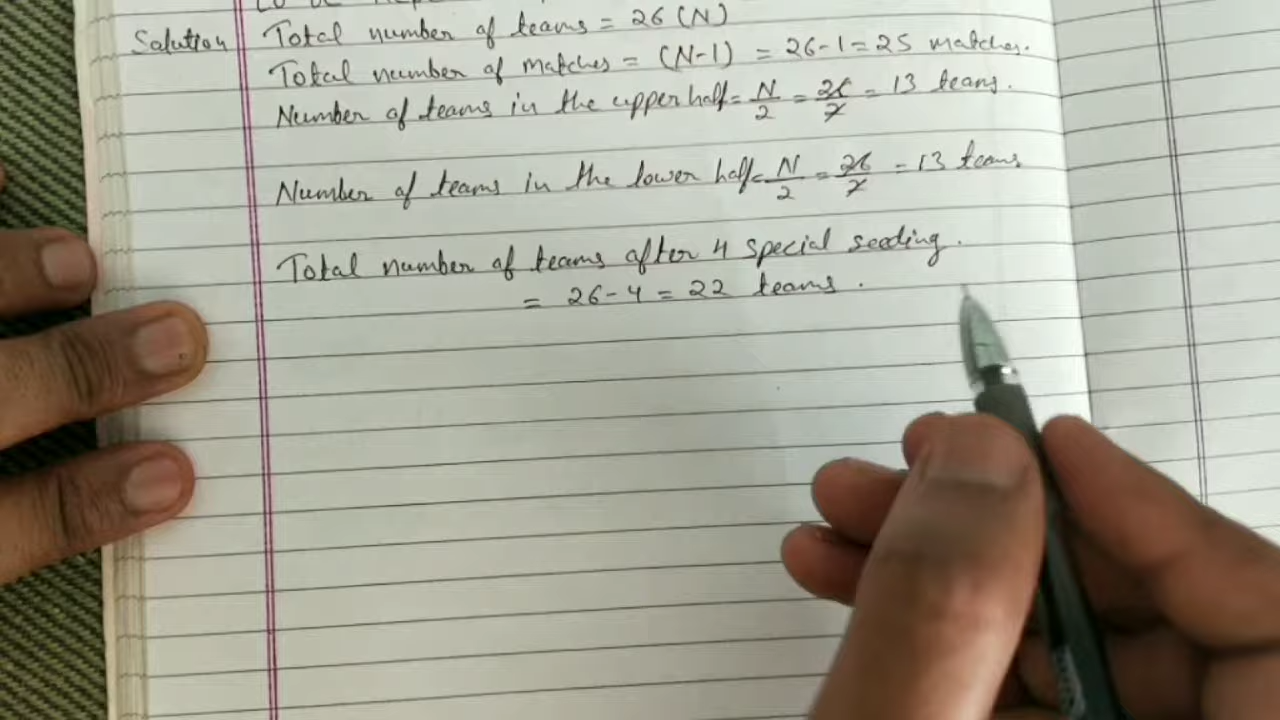 Solution Total number of teams = 26 (N)
Total number of matches = (N-1) = 26-1 = 25 matches.
Number of teams in the upper half = N/2 = 26/2 = 13 teams.
Number of teams in the lower half = N/2 = 26/2 = 13 teams
Total number of teams after 4 special seeding.
= 26-4 = 22 teams.